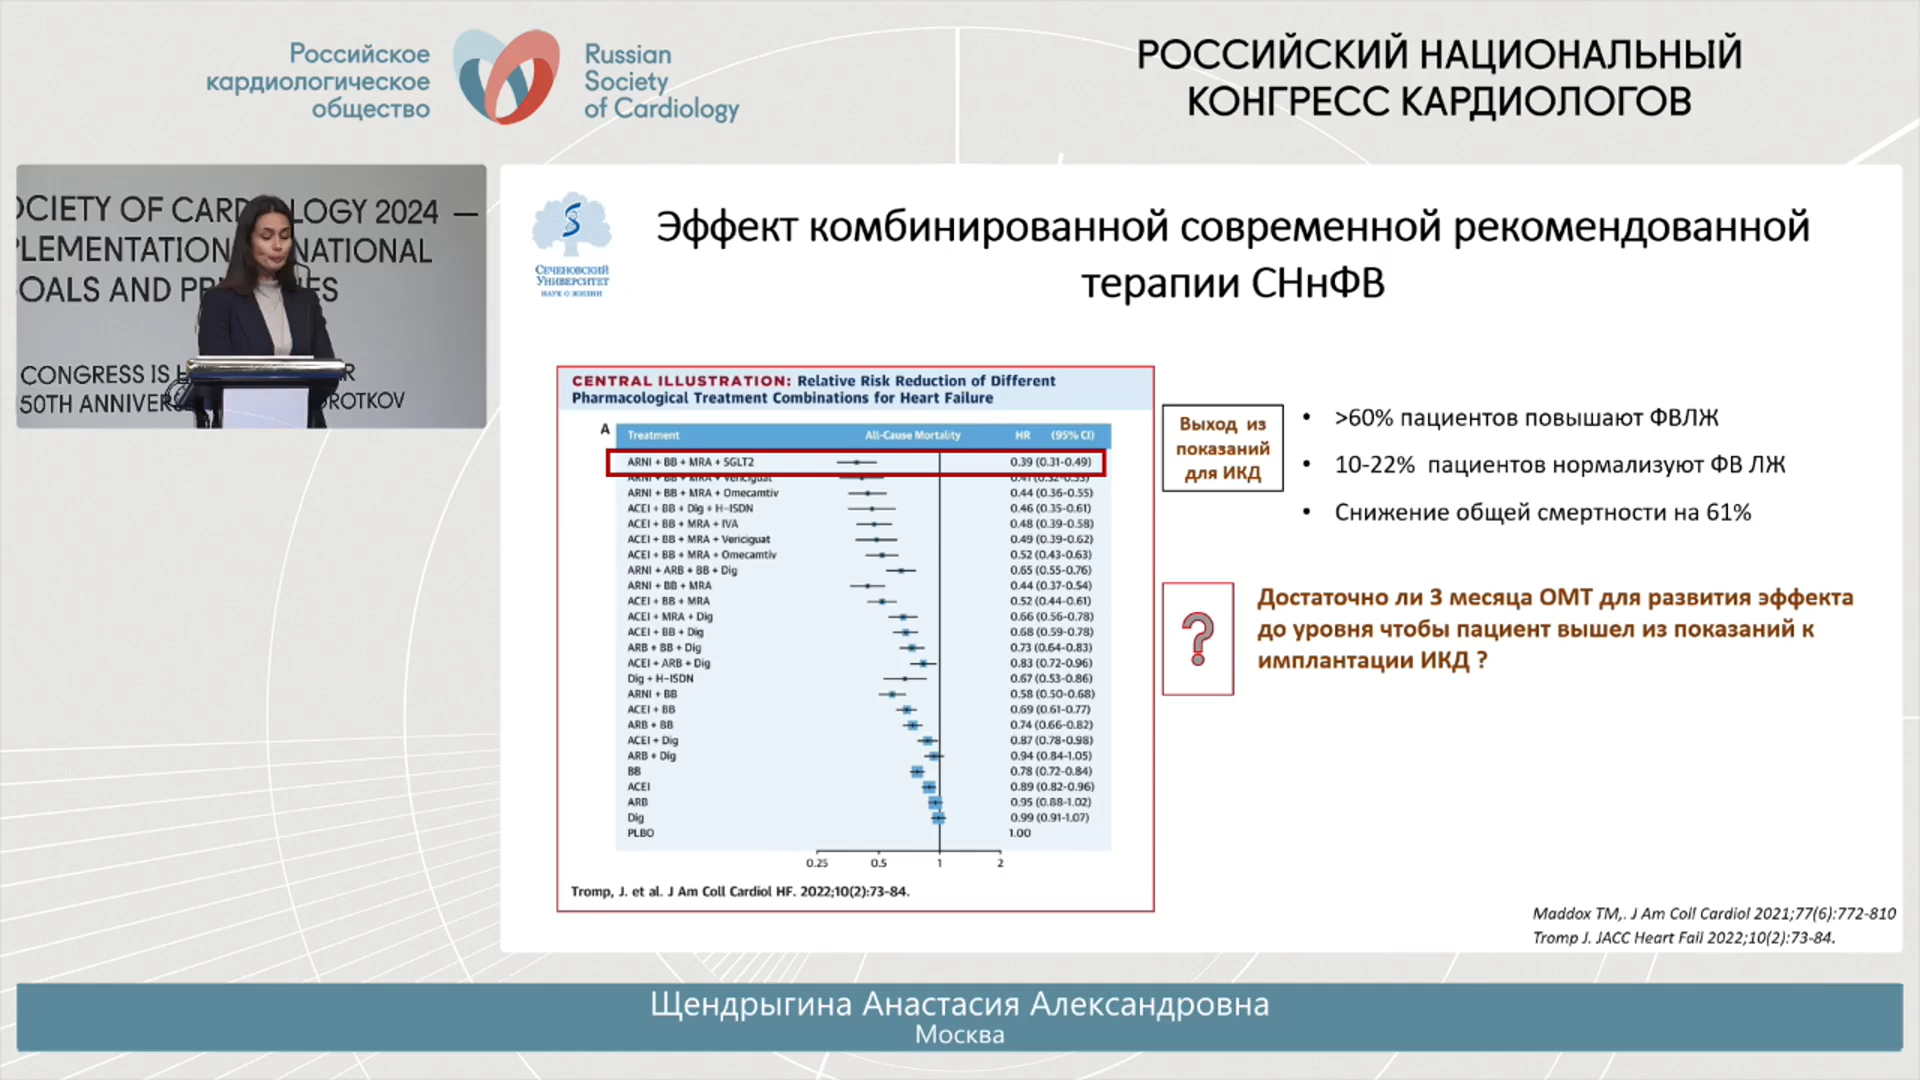 Российское
кардиологическое
общество
Russian
Society
of Cardiology
РОССИЙСКИЙ НАЦИОНАЛЬНЫЙ
КОНГРЕСС КАРДИОЛОГОВ
SOCIETY OF CARDIOLOGY 2024 —
NATIONAL
OALS AND
CONGRESS IS
50TH
СЕЧЕНОВСКИЙ
УНИВЕРСИТЕТ
НАУК О ЖИЗНИ
Эффект комбинированной современной рекомендованной
терапии СНнФВ
CENTRAL ILLUSTRATION: Relative Risk Reduction of Different
Pharmacological Treatment Combinations for Heart Failure
A
Treatment All-Cause Mortality HR (95% CI)
ARNI + BB + MRA + SGLT2 0.39 (0.31-0.49)
ARNI + BB + MRA + Vericiguat 0.41 (0.32-0.53)
ARNI + BB + MRA + Omecamtiv 0.44 (0.36-0.55)
ACEI + BB + Dig + H-ISDN 0.46 (0.35-0.61)
ACEI + BB + MRA + IVA 0.48 (0.39-0.58)
ACEI + BB + MRA + Vericiguat 0.49 (0.39-0.62)
ACEI + BB + MRA + Omecamtiv 0.52 (0.43-0.63)
ARNI + ARB + BB + Dig 0.65 (0.55-0.76)
ARNI + BB + MRA 0.44 (0.37-0.54)
ACEI + BB + MRA 0.52 (0.44-0.61)
ACEI + MRA + Dig 0.66 (0.56-0.78)
ACEI + BB + Dig 0.68 (0.59-0.78)
ARB + BB + Dig 0.73 (0.64-0.83)
ACEI + ARB + Dig 0.83 (0.72-0.96)
Dig + H-ISDN 0.67 (0.53-0.86)
ARNI + BB 0.58 (0.50-0.68)
ACEI + BB 0.69 (0.61-0.77)
ARB + BB 0.74 (0.66-0.82)
ACEI + Dig 0.87 (0.78-0.98)
ARB + Dig 0.94 (0.84-1.05)
BB 0.78 (0.72-0.84)
ACEI 0.89 (0.82-0.96)
ARB 0.95 (0.88-1.02)
Dig 0.99 (0.91-1.07)
PLBO 1.00
0.25 0.5 1 2
Tromp, J. et al. J Am Coll Cardiol HF. 2022;10(2):73-84.
Выход из
показаний
для ИКД
• >60% пациентов повышают ФВЛЖ
• 10-22% пациентов нормализуют ФВ ЛЖ
• Снижение общей смертности на 61%
?
Достаточно ли 3 месяца ОМТ для развития эффекта
до уровня чтобы пациент вышел из показаний к
имплантации ИКД ?
Maddox TM,. J Am Coll Cardiol 2021;77(6):772-810
Tromp J. JACC Heart Fail 2022;10(2):73-84.
Щендрыгина Анастасия Александровна
Москва